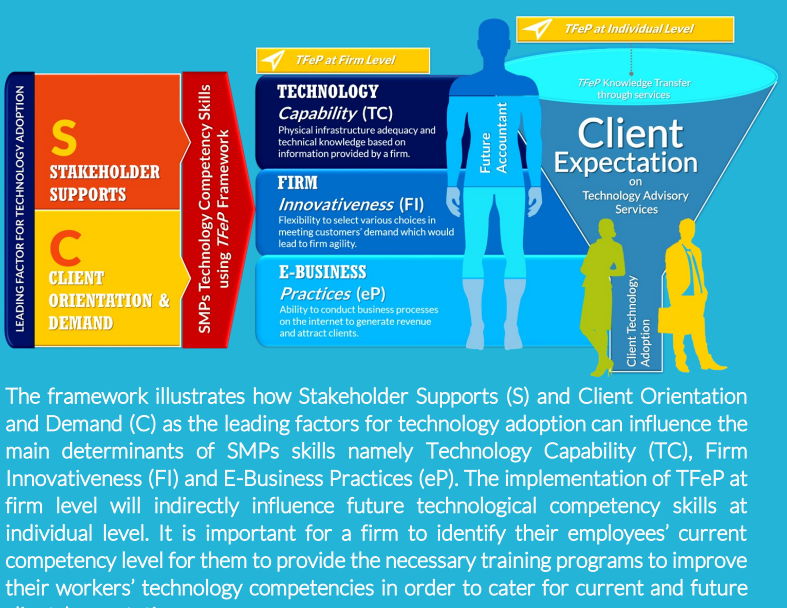 TFeP at Individual Level
TFeP at Firm Level
LEADING FACTOR FOR TECHNOLOGY ADOPTION
S
STAKEHOLDER
SUPPORTS
C
CLIENT
ORIENTATION &
DEMAND
SMPs Technology Competency Skills
using TFeP Framework
TECHNOLOGY
Capability (TC)
Physical infrastructure adequacy and
technical knowledge based on
information provided by a firm.
FIRM
Innovativeness (FI)
Flexibility to select various choices in
meeting customers' demand which would
lead to firm agility.
E-BUSINESS
Practices (eP)
Ability to conduct business processes
on the internet to generate revenue
and attract clients.
Future
Accountant
TFeP Knowledge Transfer
through services
Client
Expectation
on
Technology Advisory
Services
Client Technology
Adoption
The framework illustrates how Stakeholder Supports (S) and Client Orientation
and Demand (C) as the leading factors for technology adoption can influence the
main determinants of SMPs skills namely Technology Capability (TC), Firm
Innovativeness (FI) and E-Business Practices (eP). The implementation of TFeP at
firm level will indirectly influence future technological competency skills at
individual level. It is important for a firm to identify their employees' current
competency level for them to provide the necessary training programs to improve
their workers' technology competencies in order to cater for current and future